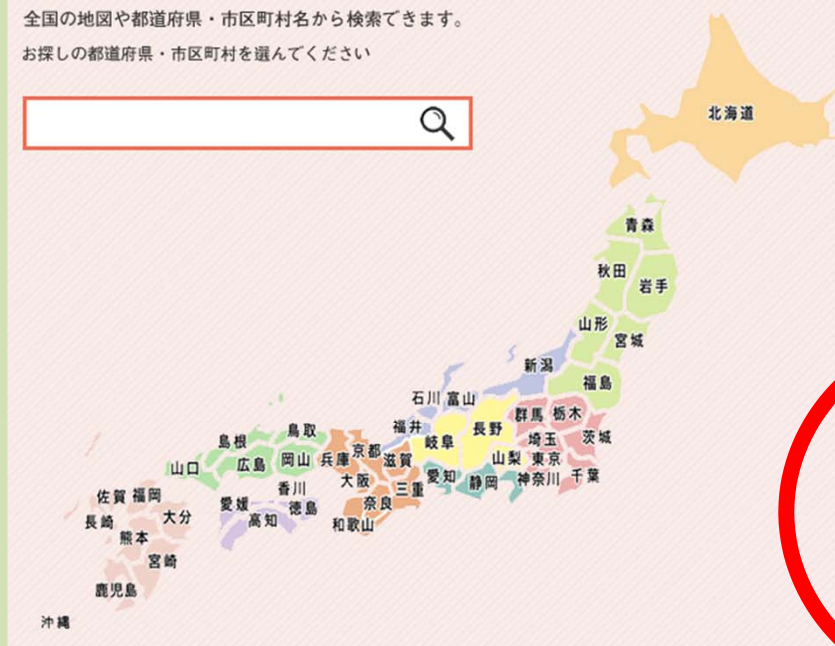 全国の地図や都道府県・市区町村名から検索できます。
お探しの都道府県・市区町村を選んでください
北海道
青森
秋田
岩手
山形
宮城
新潟
福島
石川 富山
群馬 栃木
福井
岐阜
長野
埼玉
茨城
山梨 東京
神奈川 千葉
愛知
静岡
鳥取
島根
山口
広島
岡山
兵庫
京都
滋賀
大阪
三重
奈良
和歌山
香川
愛媛
徳島
高知
佐賀 福岡
長崎
大分
熊本
宮崎
鹿児島
沖縄